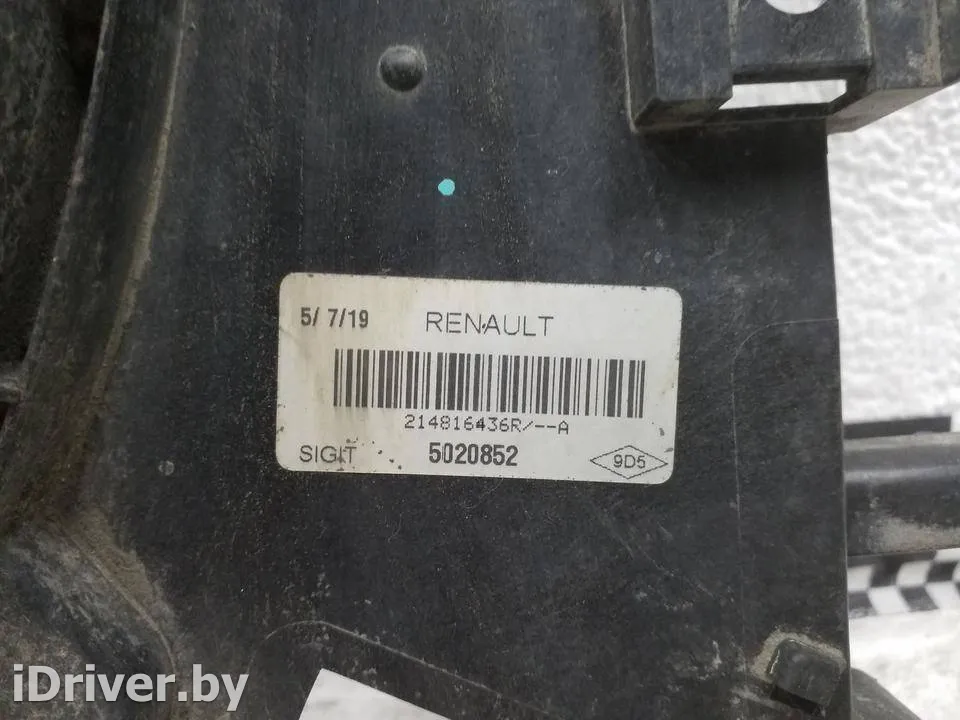 5/ 7/19 RENAULT
214816436R/--A
SIGIT 5020852 9D5
iDriver.by